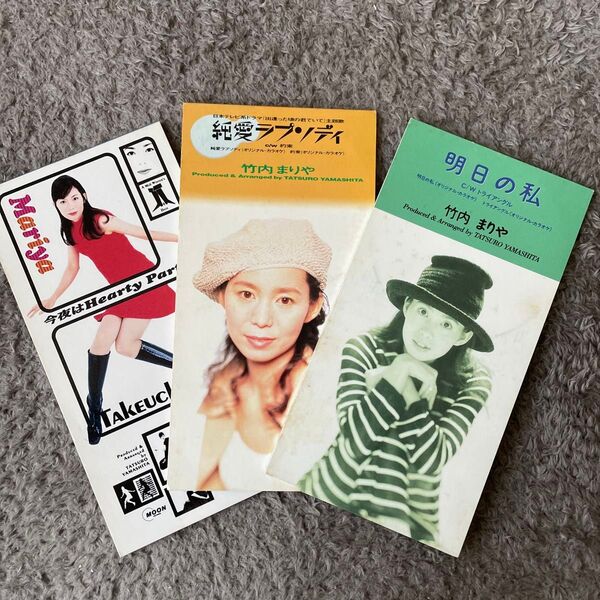 Mariya
今夜はHearty Part
TAKEUCH
Produced &
Arranged
by
TATSURO
YAMASHITA
MOON
日本テレビ系ドラマ「出逢った頃の君でいて」主題歌
純愛ラプソディ
c/w 約束
純愛ラプソディ(オリジナル・カラオケ) 約束(オリジナル・カラオケ)
竹内 まりや
Produced & Arranged by TATSURO YAMASHITA
明日の私
C/W トライアングル
明日の私(オリジナル・カラオケ) トライアングル(オリジナル・カラオケ)
竹内 まりや
Produced & Arranged by TATSURO YAMASHITA